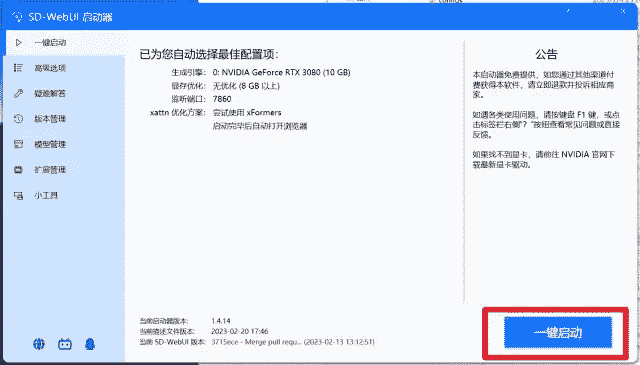 SD-WebUI 启动器
一键启动
高级选项
疑难解答
版本管理
模型管理
扩展管理
小工具
已为您自动选择最佳配置项:
生成引擎: 0: NVIDIA GeForce RTX 3080 (10 GB)
显存优化: 无优化 (8 GB 以上)
监听端口: 7860
xattn 优化方案: 尝试使用 xFormers
启动完毕后自动打开浏览器
公告
本启动器免费提供，如您通过其他渠道付
费获得本软件，请立即退款并投诉相应商
家。
如遇各类使用问题，请按键盘 F1 键，或点
击标签栏右侧"? "按钮查看常见问题或直接
反馈。
如果找不到显卡，请前往 NVIDIA 官网下
载最新显卡驱动。
当前启动器版本: 1.4.14
当前描述文件版本: 2023-02-20 17:46
当前 SD-WebUI 版本: 3715ece – Merge pull requ... (2023-02-13 13:12:51)
一键启动